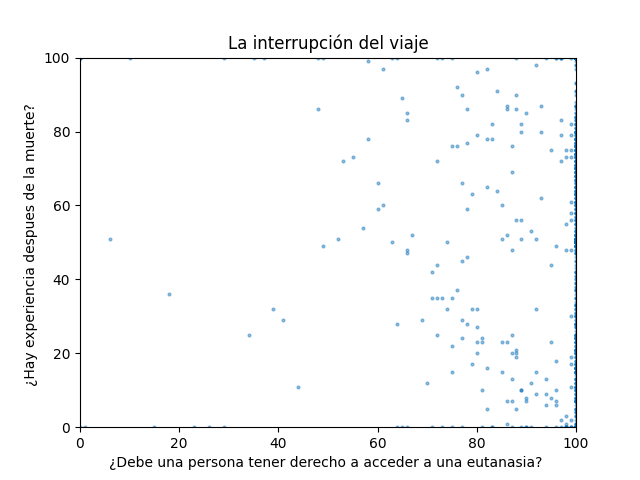 La interrupción del viaje
100
80
60
40
20
0
¿Hay experiencia despues de la muerte?
0 20 40 60 80 100
¿Debe una persona tener derecho a acceder a una eutanasia?